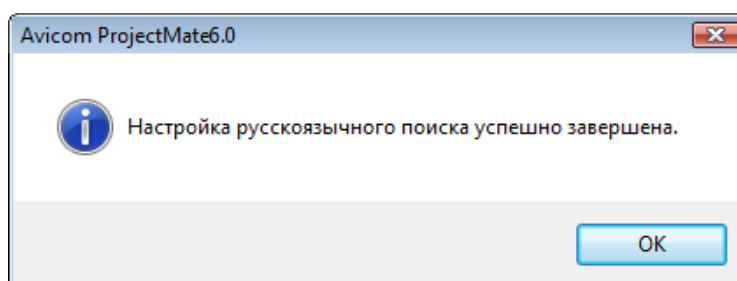 Avicom ProjectMate6.0
Настройка русскоязычного поиска успешно завершена.
OK